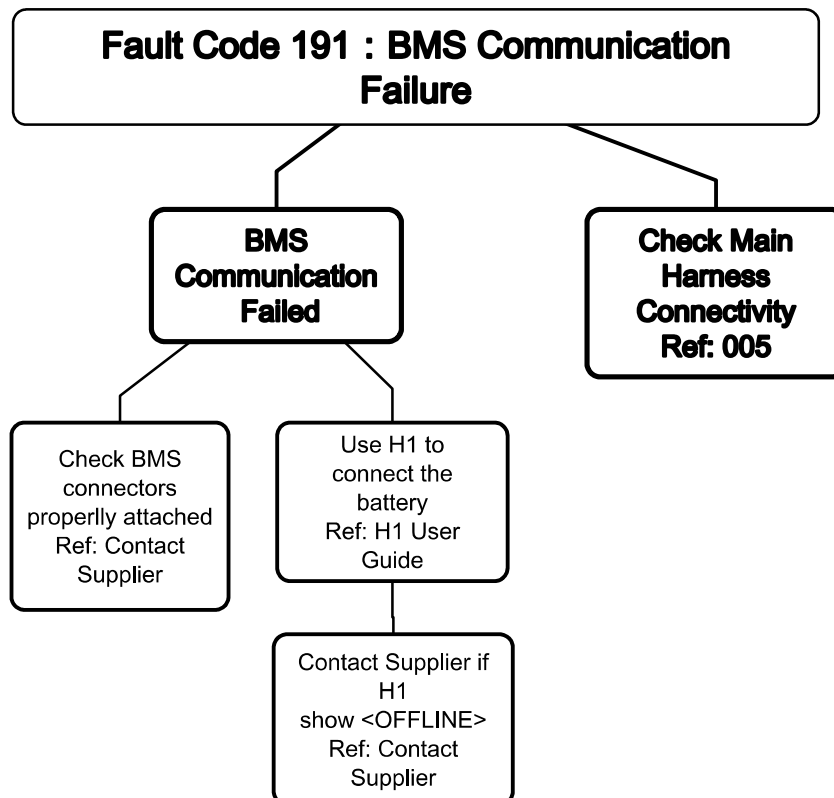 Fault Code 191 : BMS Communication
Failure
BMS
Communication
Failed
Check Main
Harness
Connectivity
Ref: 005
Check BMS
connectors
properlly attached
Ref: Contact
Supplier
Use H1 to
connect the
battery
Ref: H1 User
Guide
Contact Supplier if
H1
show <OFFLINE>
Ref: Contact
Supplier